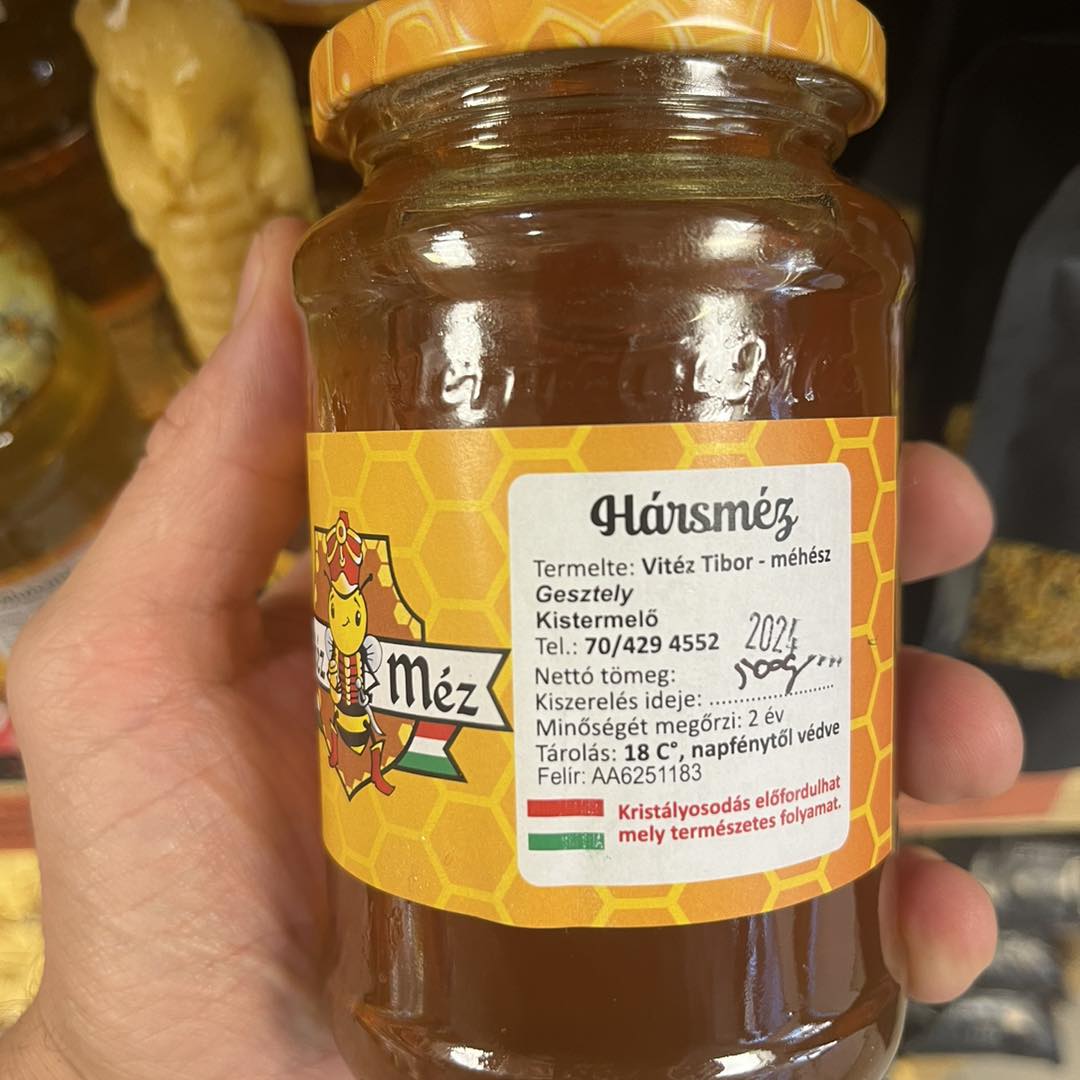 Méz
Hársméz
Termelte: Vitéz Tibor - méhész
Gesztely
Kistermelő
Tel.: 70/429 4552
Nettó tömeg:
Kiszerelés ideje:
Minőségét megőrzi: 2 év
Tárolás: 18 C°, napfénytől védve
Felír: AA6251183
Kristályosodás előfordulhat
mely természetes folyamat.